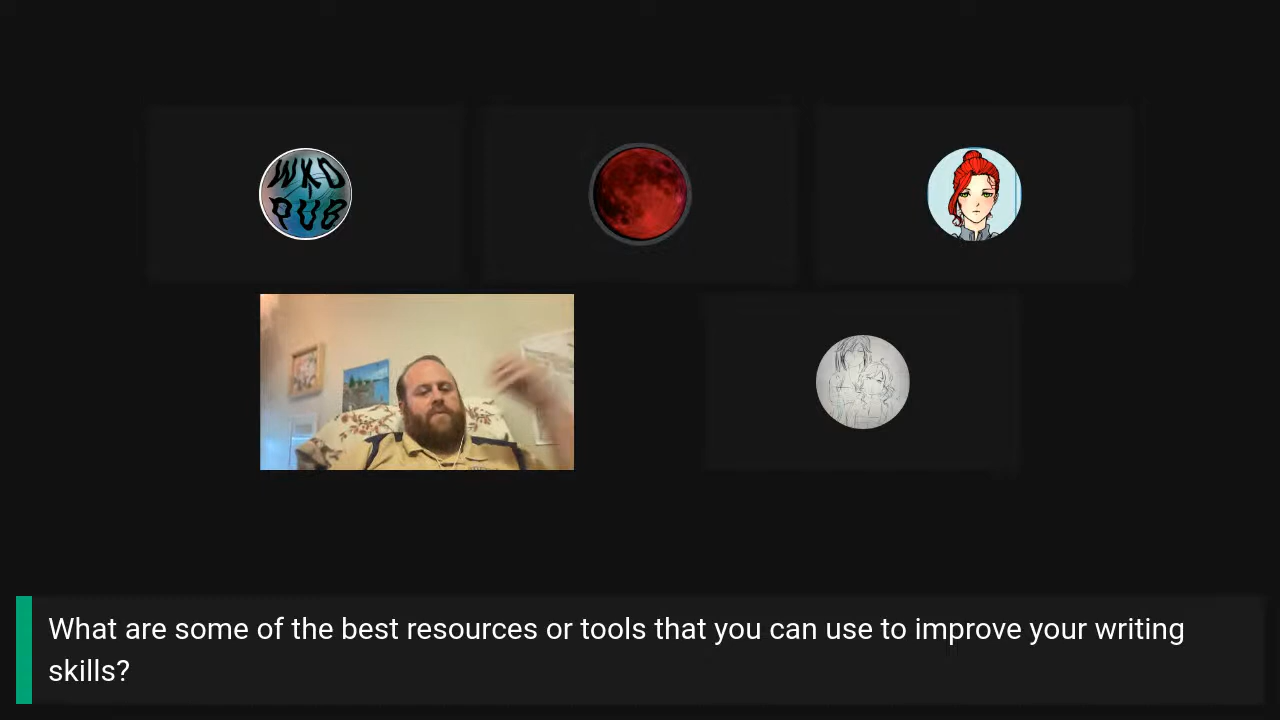 WKD
PUB
What are some of the best resources or tools that you can use to improve your writing
skills?